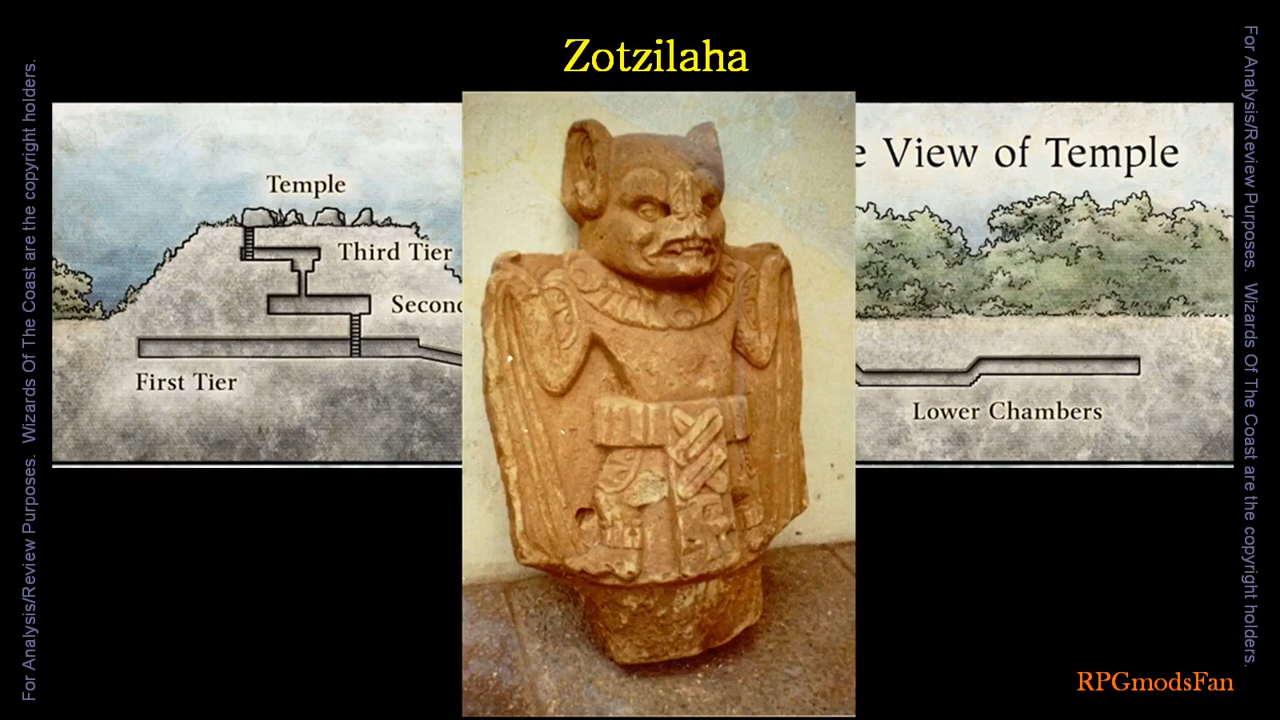 Zotzilaha
For Analysis/Review Purposes.  Wizards Of The Coast are the copyright holders.
Temple
Third Tier
Second
First Tier
e View of Temple
Lower Chambers
For Analysis/Review Purposes.  Wizards Of The Coast are the copyright holders.
RPGmodsFan